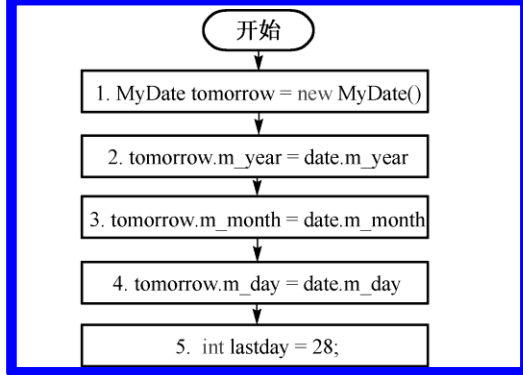 开始
1. MyDate tomorrow = new MyDate()
2. tomorrow.m_year = date.m_year
3. tomorrow.m_month = date.m_month
4. tomorrow.m_day = date.m_day
5. int lastday = 28;